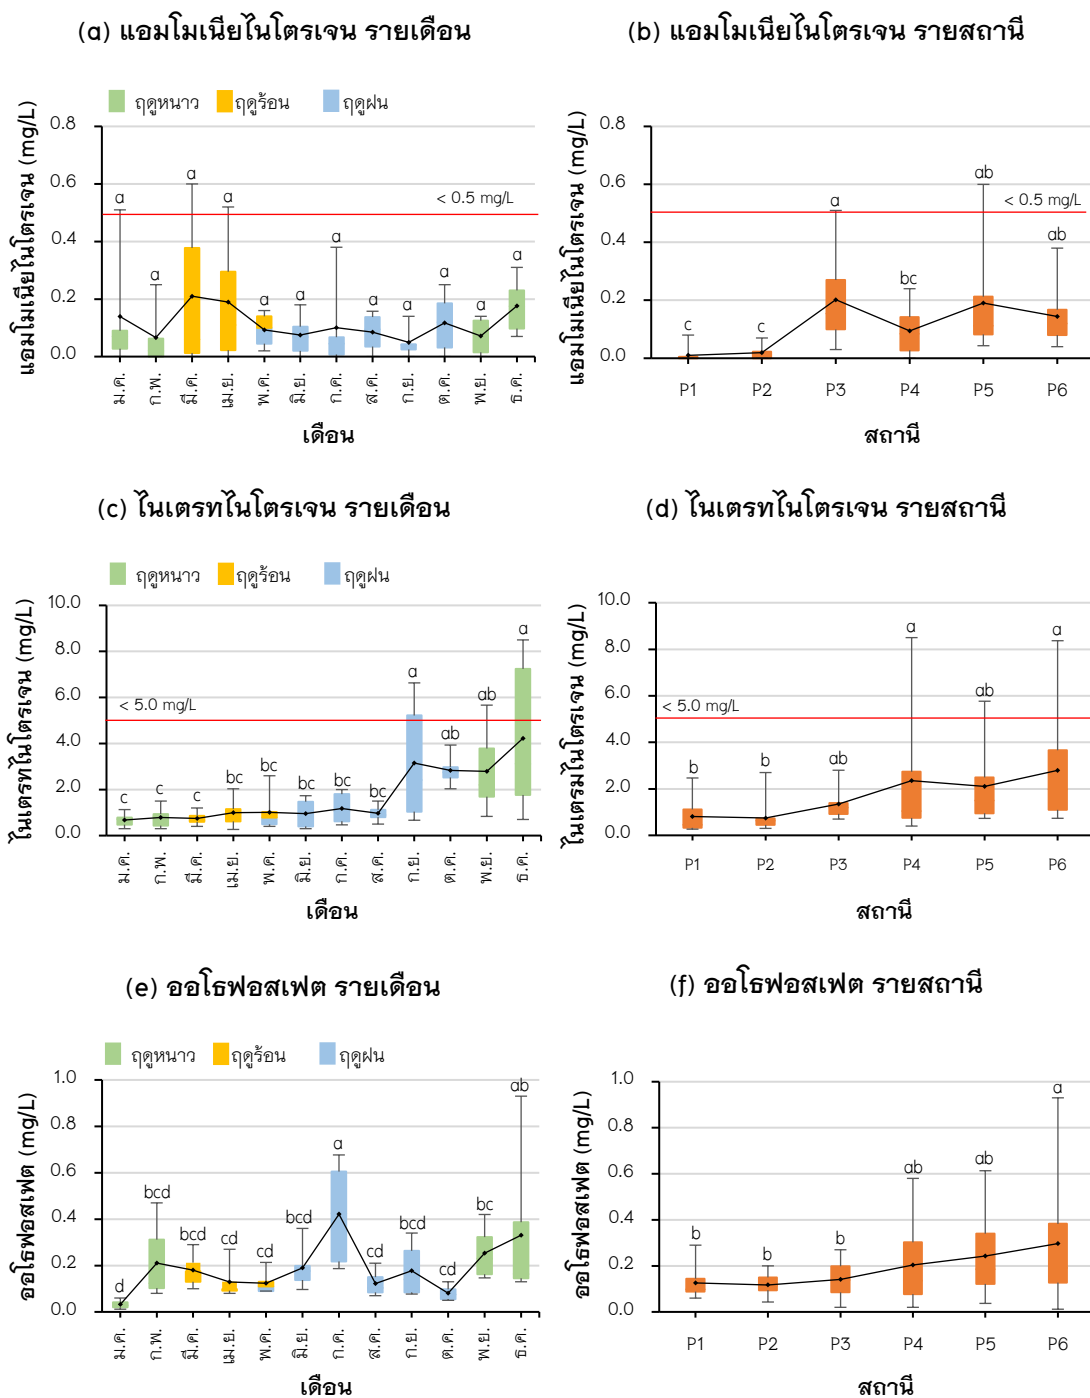 (a) แอมโมเนียไนโตรเจน รายเดือน
ฤดูหนาว ฤดูร้อน ฤดูฝน
แอมโมเนียไนโตรเจน (mg/L)
0.8
0.6
0.4
0.2
0.0
< 0.5 mg/L
a a a a a a a a a a a a
ม.ค. ก.พ. มี.ค. เม.ย. พ.ค. มิ.ย. ก.ค. ส.ค. ก.ย. ต.ค. พ.ย. ธ.ค.
เดือน
(b) แอมโมเนียไนโตรเจน รายสถานี
แอมโมเนียไนโตรเจน (mg/L)
0.8
0.6
0.4
0.2
0.0
< 0.5 mg/L
c c a bc ab ab
P1 P2 P3 P4 P5 P6
สถานี
(c) ไนเตรทไนโตรเจน รายเดือน
ฤดูหนาว ฤดูร้อน ฤดูฝน
ไนเตรทไนโตรเจน (mg/L)
10.0
8.0
6.0
4.0
2.0
0.0
< 5.0 mg/L
c c c bc bc bc bc bc a ab ab a
ม.ค. ก.พ. มี.ค. เม.ย. พ.ค. มิ.ย. ก.ค. ส.ค. ก.ย. ต.ค. พ.ย. ธ.ค.
เดือน
(d) ไนเตรทไนโตรเจน รายสถานี
ไนเตรมไนโตรเจน (mg/L)
10.0
8.0
6.0
4.0
2.0
0.0
< 5.0 mg/L
b b ab a ab a
P1 P2 P3 P4 P5 P6
สถานี
(e) ออโธฟอสเฟต รายเดือน
ฤดูหนาว ฤดูร้อน ฤดูฝน
ออโธฟอสเฟต (mg/L)
1.0
0.8
0.6
0.4
0.2
0.0
d bcd bcd cd cd bcd a cd bcd cd bc ab
ม.ค. ก.พ. มี.ค. เม.ย. พ.ค. มิ.ย. ก.ค. ส.ค. ก.ย. ต.ค. พ.ย. ธ.ค.
เดือน
(f) ออโธฟอสเฟต รายสถานี
ออโธฟอสเฟต (mg/L)
1.0
0.8
0.6
0.4
0.2
0.0
b b b ab ab a
P1 P2 P3 P4 P5 P6
สถานี